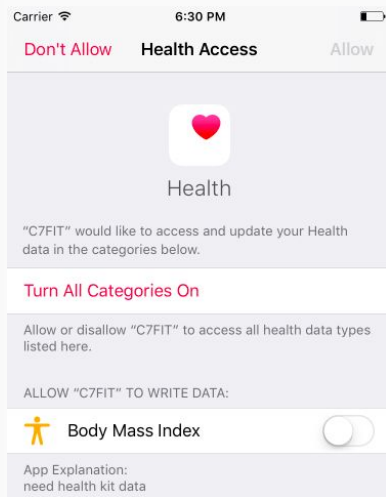 Carrier 6:30 PM
Don't Allow Health Access Allow
Health
"C7FIT" would like to access and update your Health
data in the categories below.
Turn All Categories On
Allow or disallow "C7FIT" to access all health data types
listed here.
ALLOW "C7FIT" TO WRITE DATA:
Body Mass Index
App Explanation:
need health kit data